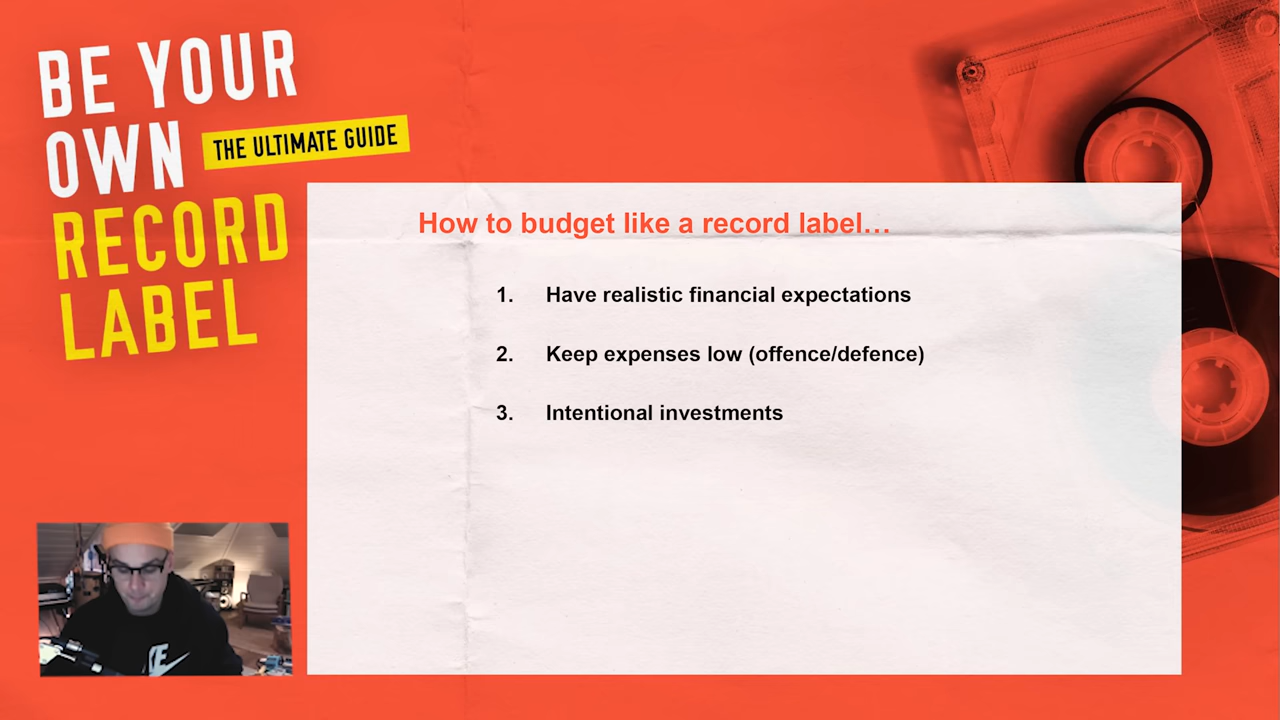 BE YOUR
OWN THE ULTIMATE GUIDE
RECORD
LABEL
How to budget like a record label…
1. Have realistic financial expectations
2. Keep expenses low (offence/defence)
3. Intentional investments